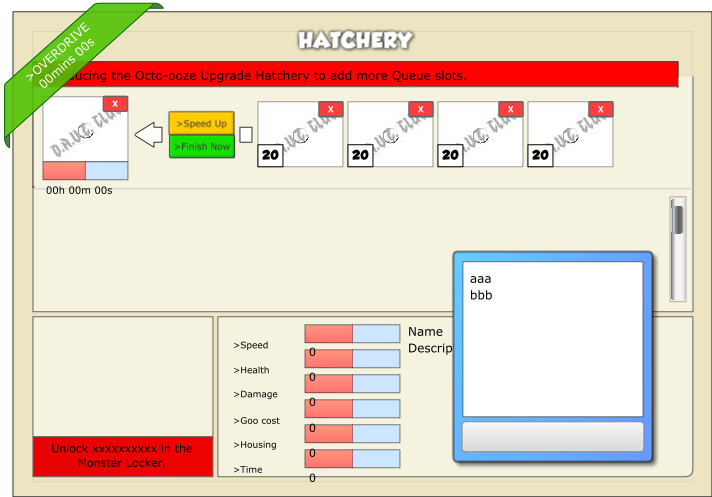 HATCHERY
>OVERDRIVE
00mins 00s
ucing the Octo-ooze Upgrade Hatchery to add more Queue slots.
X
X
X
X
X
>Speed Up
>Finish Now
20
20
20
20
00h 00m 00s
aaa
bbb
Unlock xxxxxxxxxx in the
Monster Locker.
>Speed
0
>Health
0
>Damage
0
>Goo cost
0
>Housing
0
>Time
0
Name
Descrip